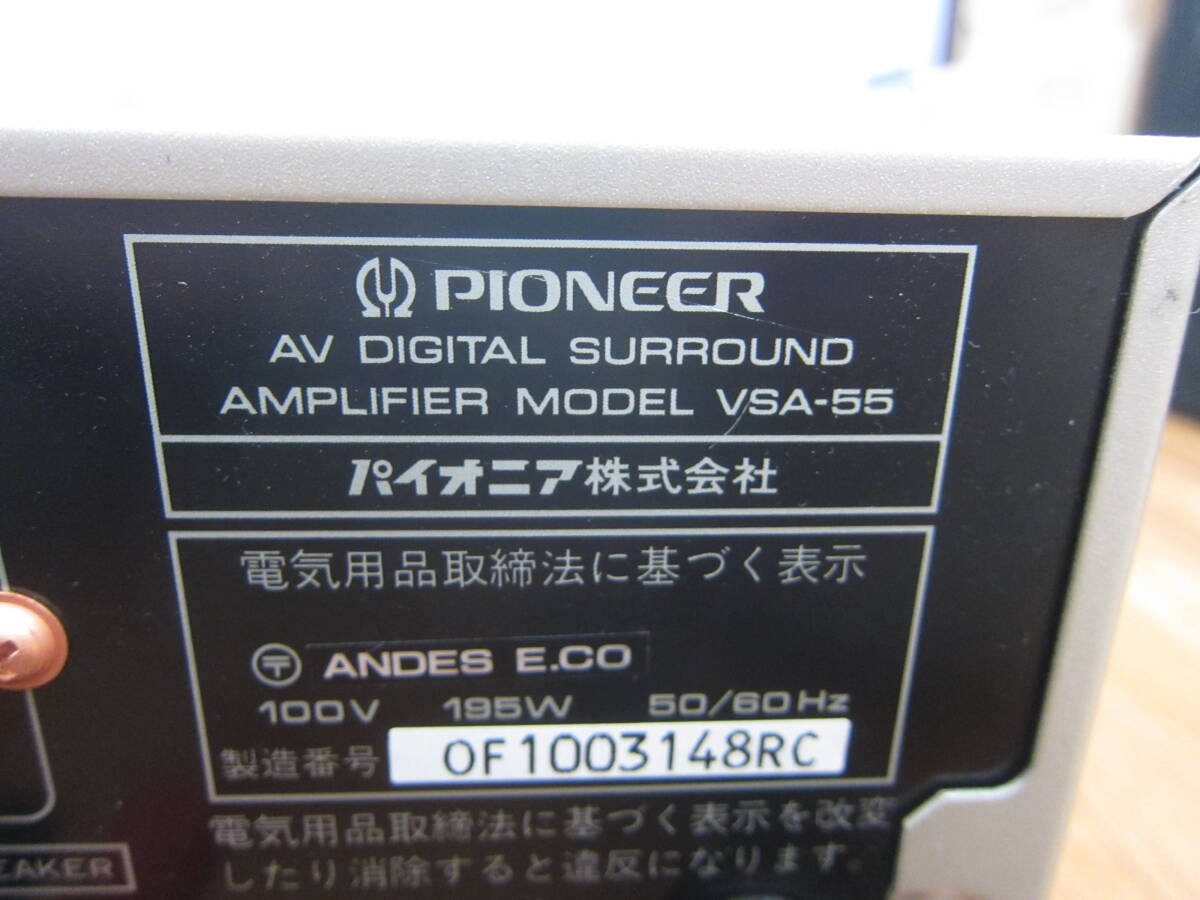 PIONEER
AV DIGITAL SURROUND
AMPLIFIER MODEL VSA-55
パイオニア株式会社
電気用品取締法に基づく表示
〒 ANDES E.CO
100V 195W 50/60Hz
製造番号 OF1003148RC
電気用品取締法に基づく表示を改変
したり消除すると違反になります。
EAKER